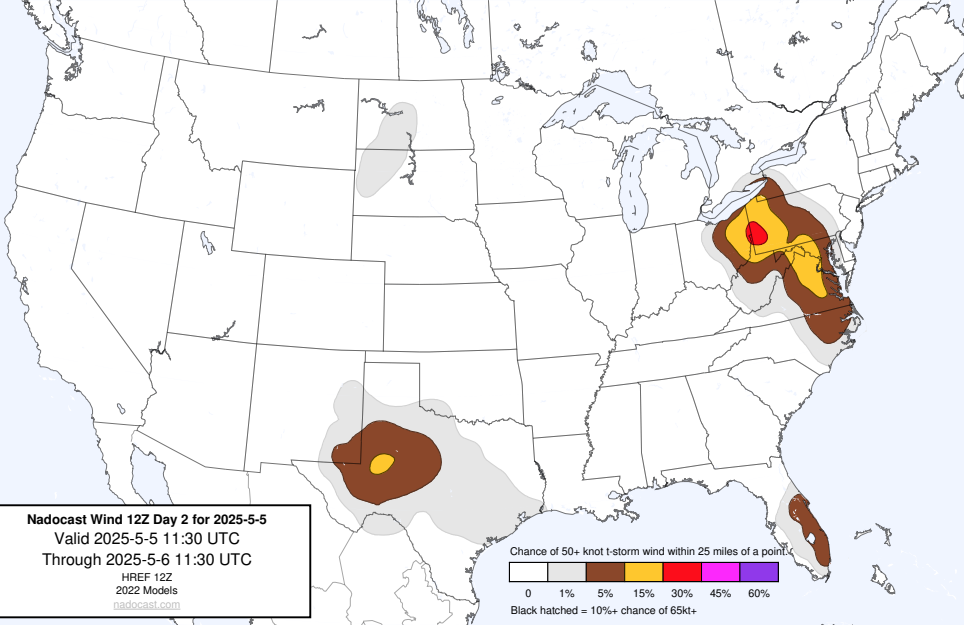 Nadocast Wind 12Z Day 2 for 2025-5-5
Valid 2025-5-5 11:30 UTC
Through 2025-5-6 11:30 UTC
HREF 12Z
2022 Models
nadocast.com
Chance of 50+ knot t-storm wind within 25 miles of a point.
0 1% 5% 15% 30% 45% 60%
Black hatched = 10%+ chance of 65kt+